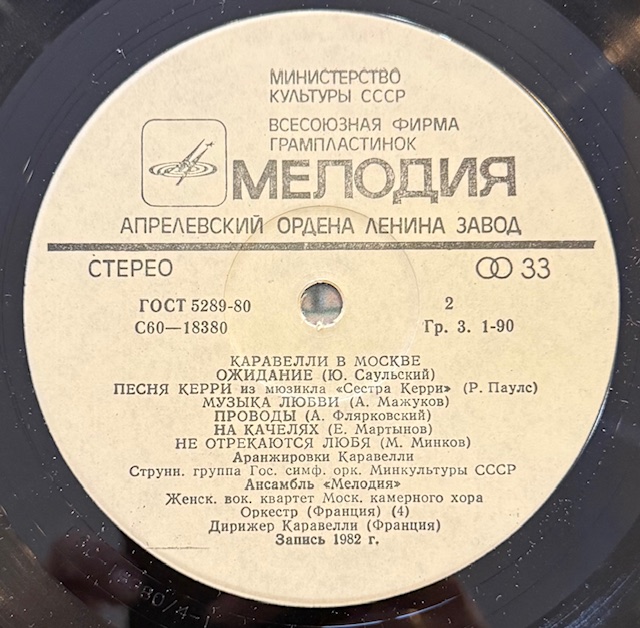 МИНИСТЕРСТВО
КУЛЬТУРЫ СССР
ВСЕСОЮЗНАЯ ФИРМА
ГРАМПЛАСТИНОК
МЕЛОДИЯ
АПРЕЛЕВСКИЙ ОРДЕНА ЛЕНИНА ЗАВОД
СТЕРЕО 33
ГОСТ 5289-80 2
С60—18380 Гр. 3. 1-90
КАРАВЕЛЛИ В МОСКВЕ
ОЖИДАНИЕ (Ю. Саульский)
ПЕСНЯ КЕРРИ из мюзикла «Сестра Керри» (Р. Паулс)
МУЗЫКА ЛЮБВИ (А. Мажуков)
ПРОВОДЫ (А. Флярковский)
НА КАЧЕЛЯХ (Е. Мартынов)
НЕ ОТРЕКАЮТСЯ ЛЮБЯ (М. Минков)
Аранжировки Каравелли
Струнн. группа Гос. симф. орк. Минкультуры СССР
Ансамбль «Мелодия»
Женск. вок. квартет Моск. камерного хора
Оркестр (Франция) (4)
Дирижер Каравелли (Франция)
Запись 1982 г.